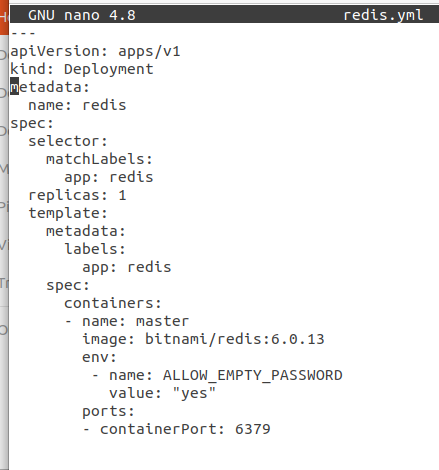 GNU nano 4.8 redis.yml
---
apiVersion: apps/v1
kind: Deployment
metadata:
  name: redis
spec:
  selector:
    matchLabels:
      app: redis
  replicas: 1
  template:
    metadata:
      labels:
        app: redis
    spec:
      containers:
      - name: master
        image: bitnami/redis:6.0.13
        env:
         - name: ALLOW_EMPTY_PASSWORD
           value: "yes"
        ports:
        - containerPort: 6379